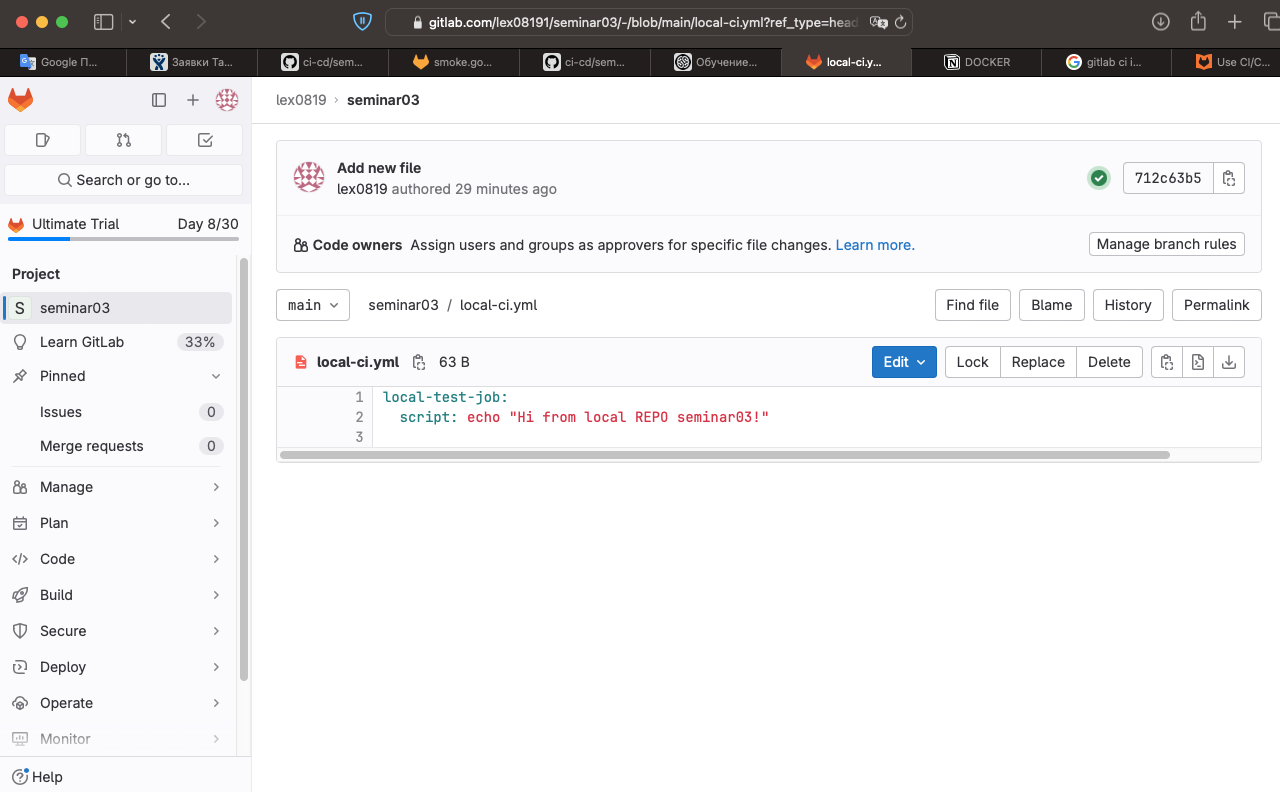 gitlab.com/lex08191/seminar03/-/blob/main/local-ci.yml?ref_type=head
Google П...
Заявки Та...
ci-cd/sem...
smoke.go...
ci-cd/sem...
Обучение...
local-ci.y...
DOCKER
gitlab ci i...
Use CI/C...
lex0819 › seminar03
Search or go to...
Ultimate Trial Day 8/30
Project
S seminar03
Learn GitLab 33%
Pinned
Issues 0
Merge requests 0
Manage
Plan
Code
Build
Secure
Deploy
Operate
Monitor
Help
Add new file
lex0819 authored 29 minutes ago
712c63b5
Code owners Assign users and groups as approvers for specific file changes. Learn more.
Manage branch rules
main seminar03 / local-ci.yml
Find file Blame History Permalink
local-ci.yml 63 B
Edit Lock Replace Delete
1 local-test-job:
2 script: echo "Hi from local REPO seminar03!"
3